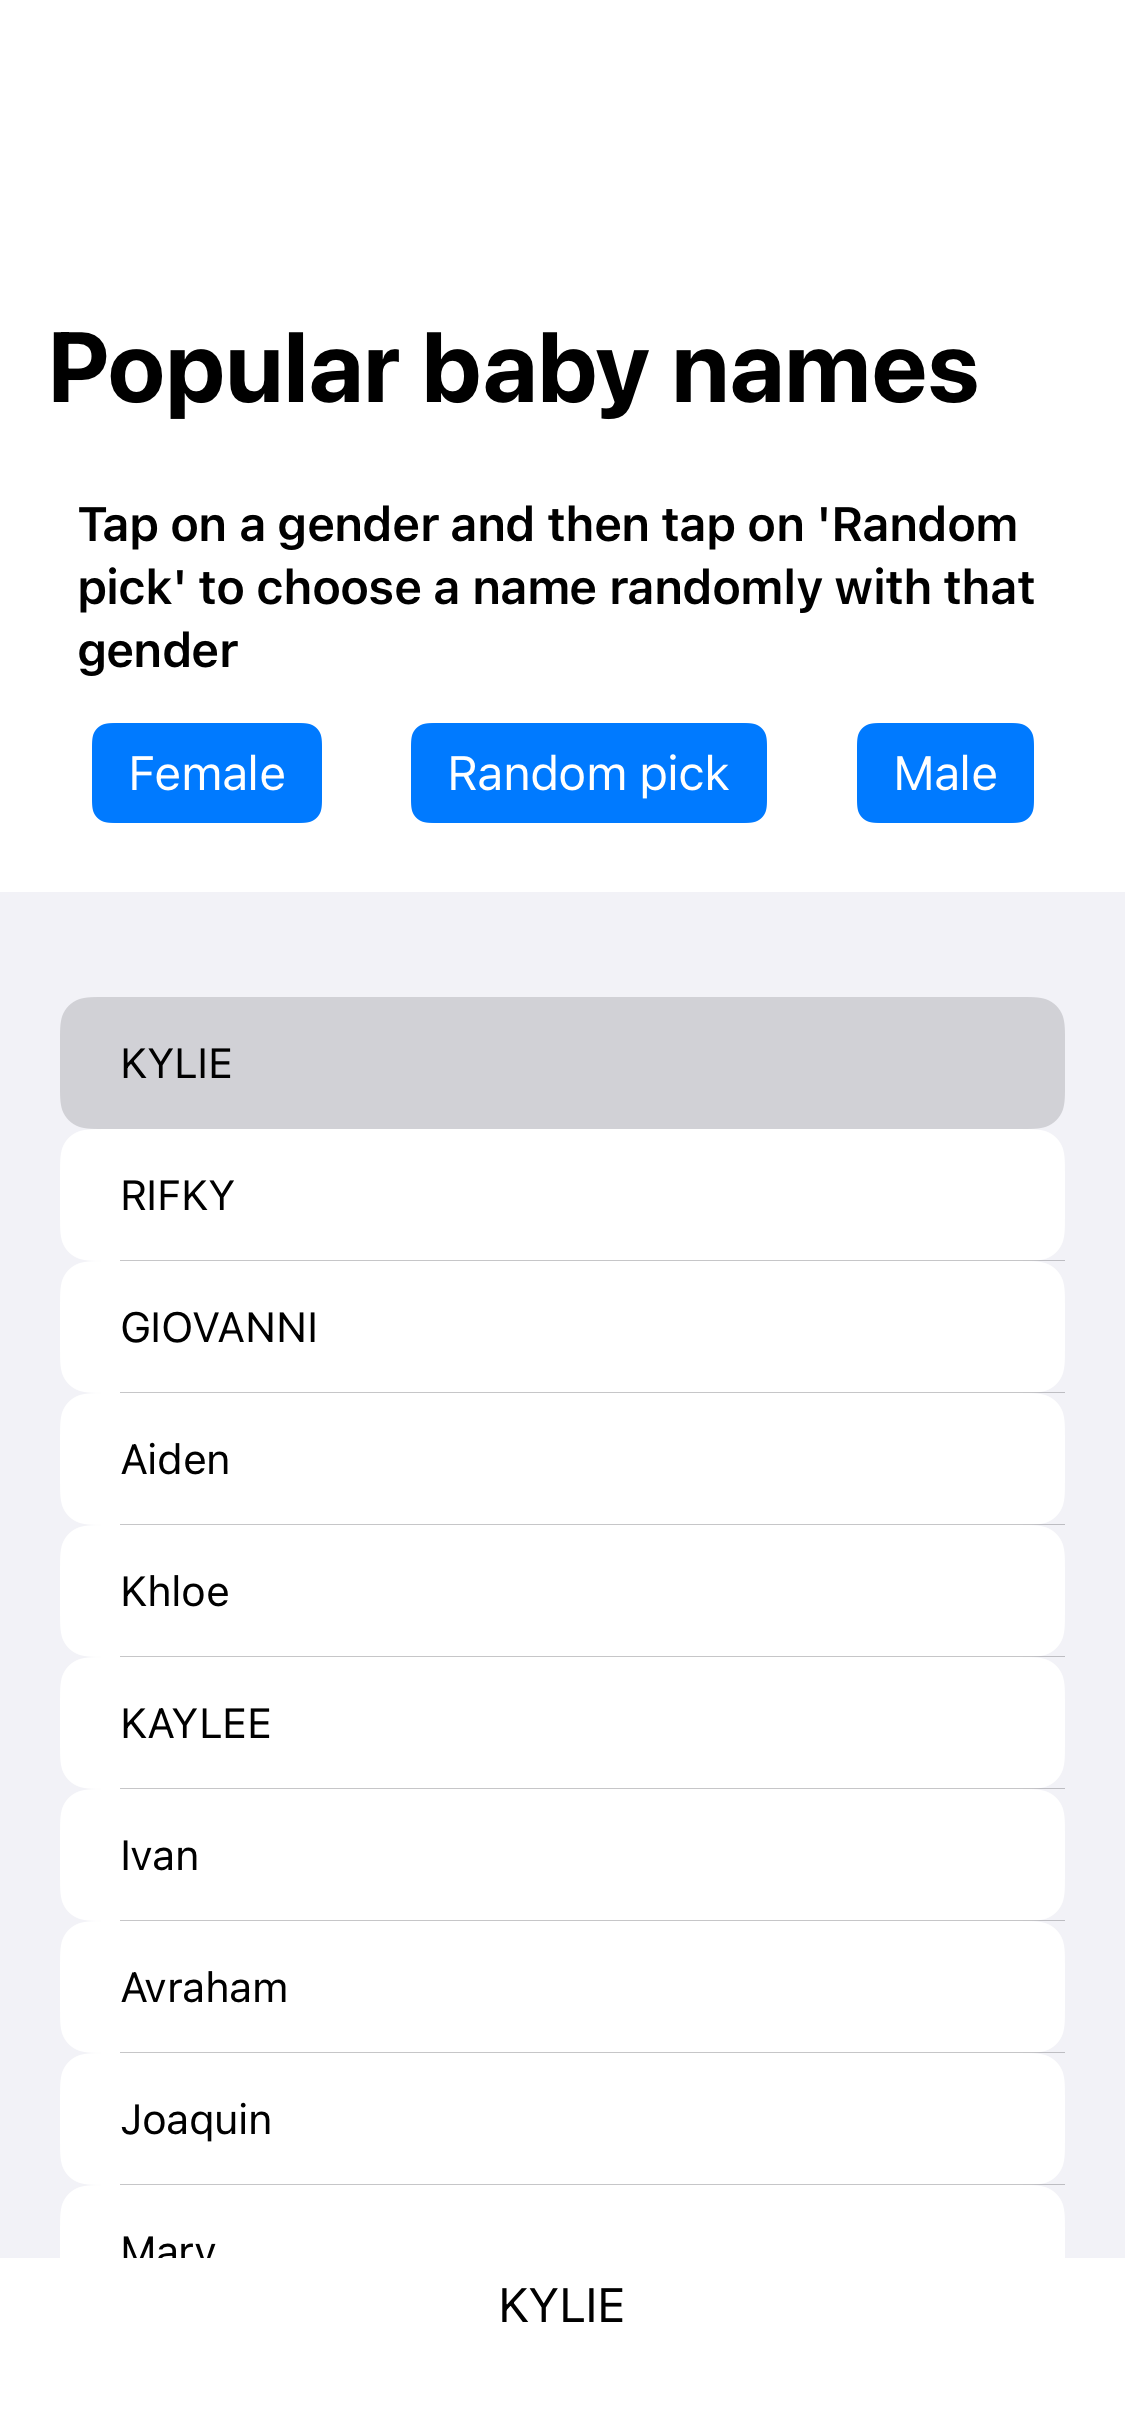 Popular baby names
Tap on a gender and then tap on 'Random
pick' to choose a name randomly with that
gender
Female Random pick Male
KYLIE
RIFKY
GIOVANNI
Aiden
Khloe
KAYLEE
Ivan
Avraham
Joaquin
Mary
KYLIE